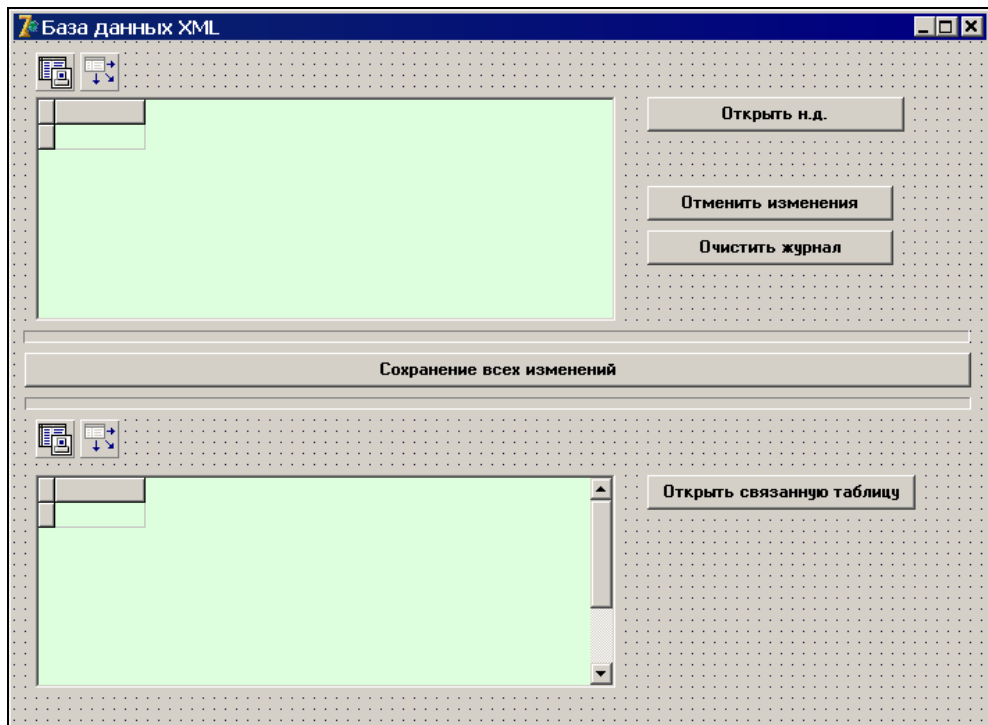 База данных XML
Открыть н.д.
Отменить изменения
Очистить журнал
Сохранение всех изменений
Открыть связанную таблицу